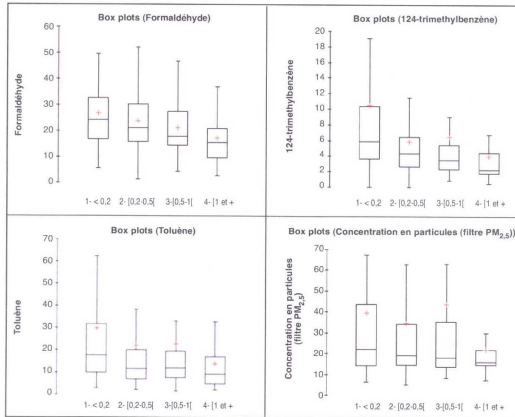 Box plots (Formaldéhyde)
Formaldéhyde
60
50
40
30
20
10
0
1- < 0,2 2- [0,2-0,5[ 3-[0,5-1[ 4- [1 et +
Box plots (124-trimethylbenzène)
124-trimethylbenzène
20
18
16
14
12
10
8
6
4
2
0
1- < 0,2 2- [0,2-0,5[ 3-[0,5-1[ 4- [1 et +
Box plots (Toluène)
Toluène
70
60
50
40
30
20
10
0
1- < 0,2 2- [0,2-0,5[ 3-[0,5-1[ 4- [1 et +
Box plots (Concentration en particules (filtre PM2,5))
Concentration en particules
(filtre PM2,5)
70
60
50
40
30
20
10
0
1- < 0,2 2- [0,2-0,5[ 3-[0,5-1[ 4- [1 et +